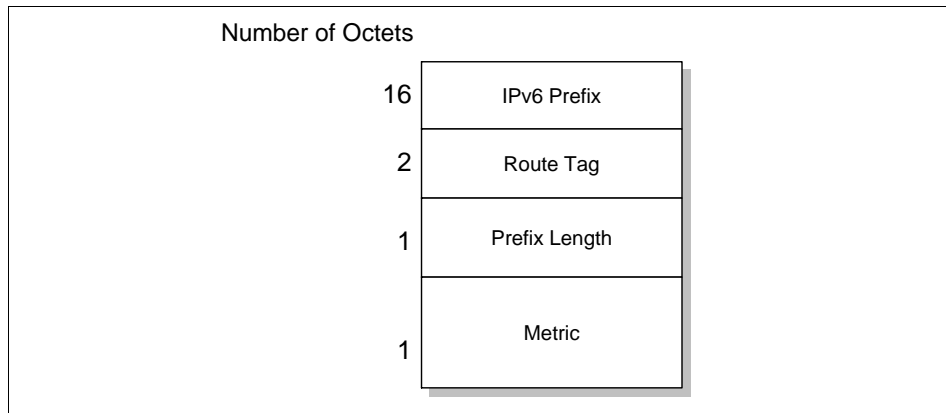 Number of Octets
16 IPv6 Prefix
2 Route Tag
1 Prefix Length
Metric
1